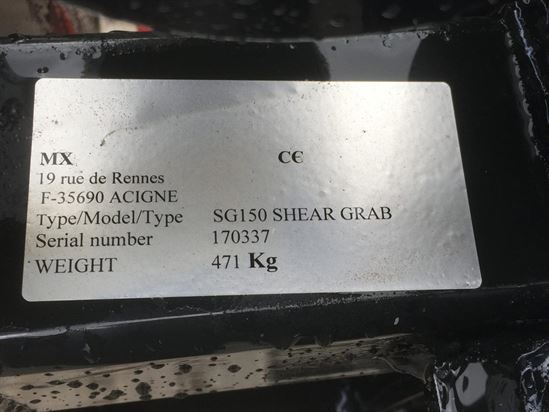 MX CE
19 rue de Rennes
F-35690 ACIGNE
Type/Model/Type SG150 SHEAR GRAB
Serial number 170337
WEIGHT 471 Kg